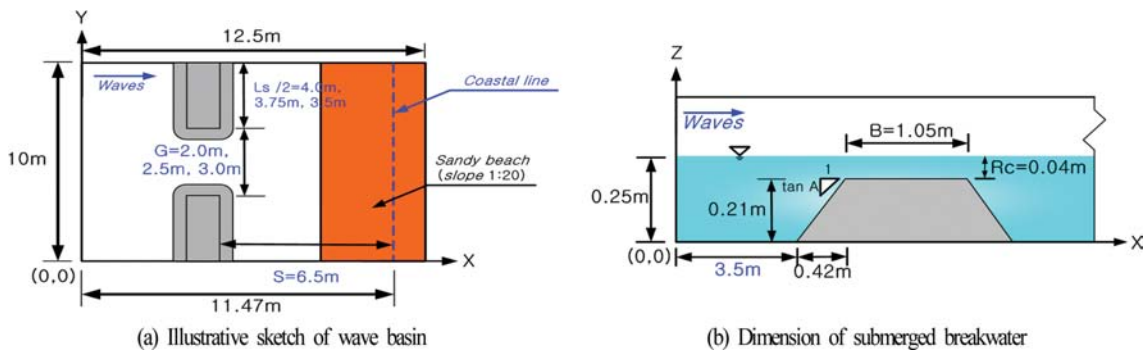 Y
12.5m
Waves
Ls /2=4.0m,
3.75m, 3.5m
Coastal line
10m
G=2.0m,
2.5m, 3.0m
Sandy beach
(slope 1:20)
X
(0,0)
S=6.5m
11.47m
(a) Illustrative sketch of wave basin
Z
Waves
B=1.05m
1
tan A
Rc=0.04m
0.25m
0.21m
X
(0,0)
3.5m
0.42m
(b) Dimension of submerged breakwater